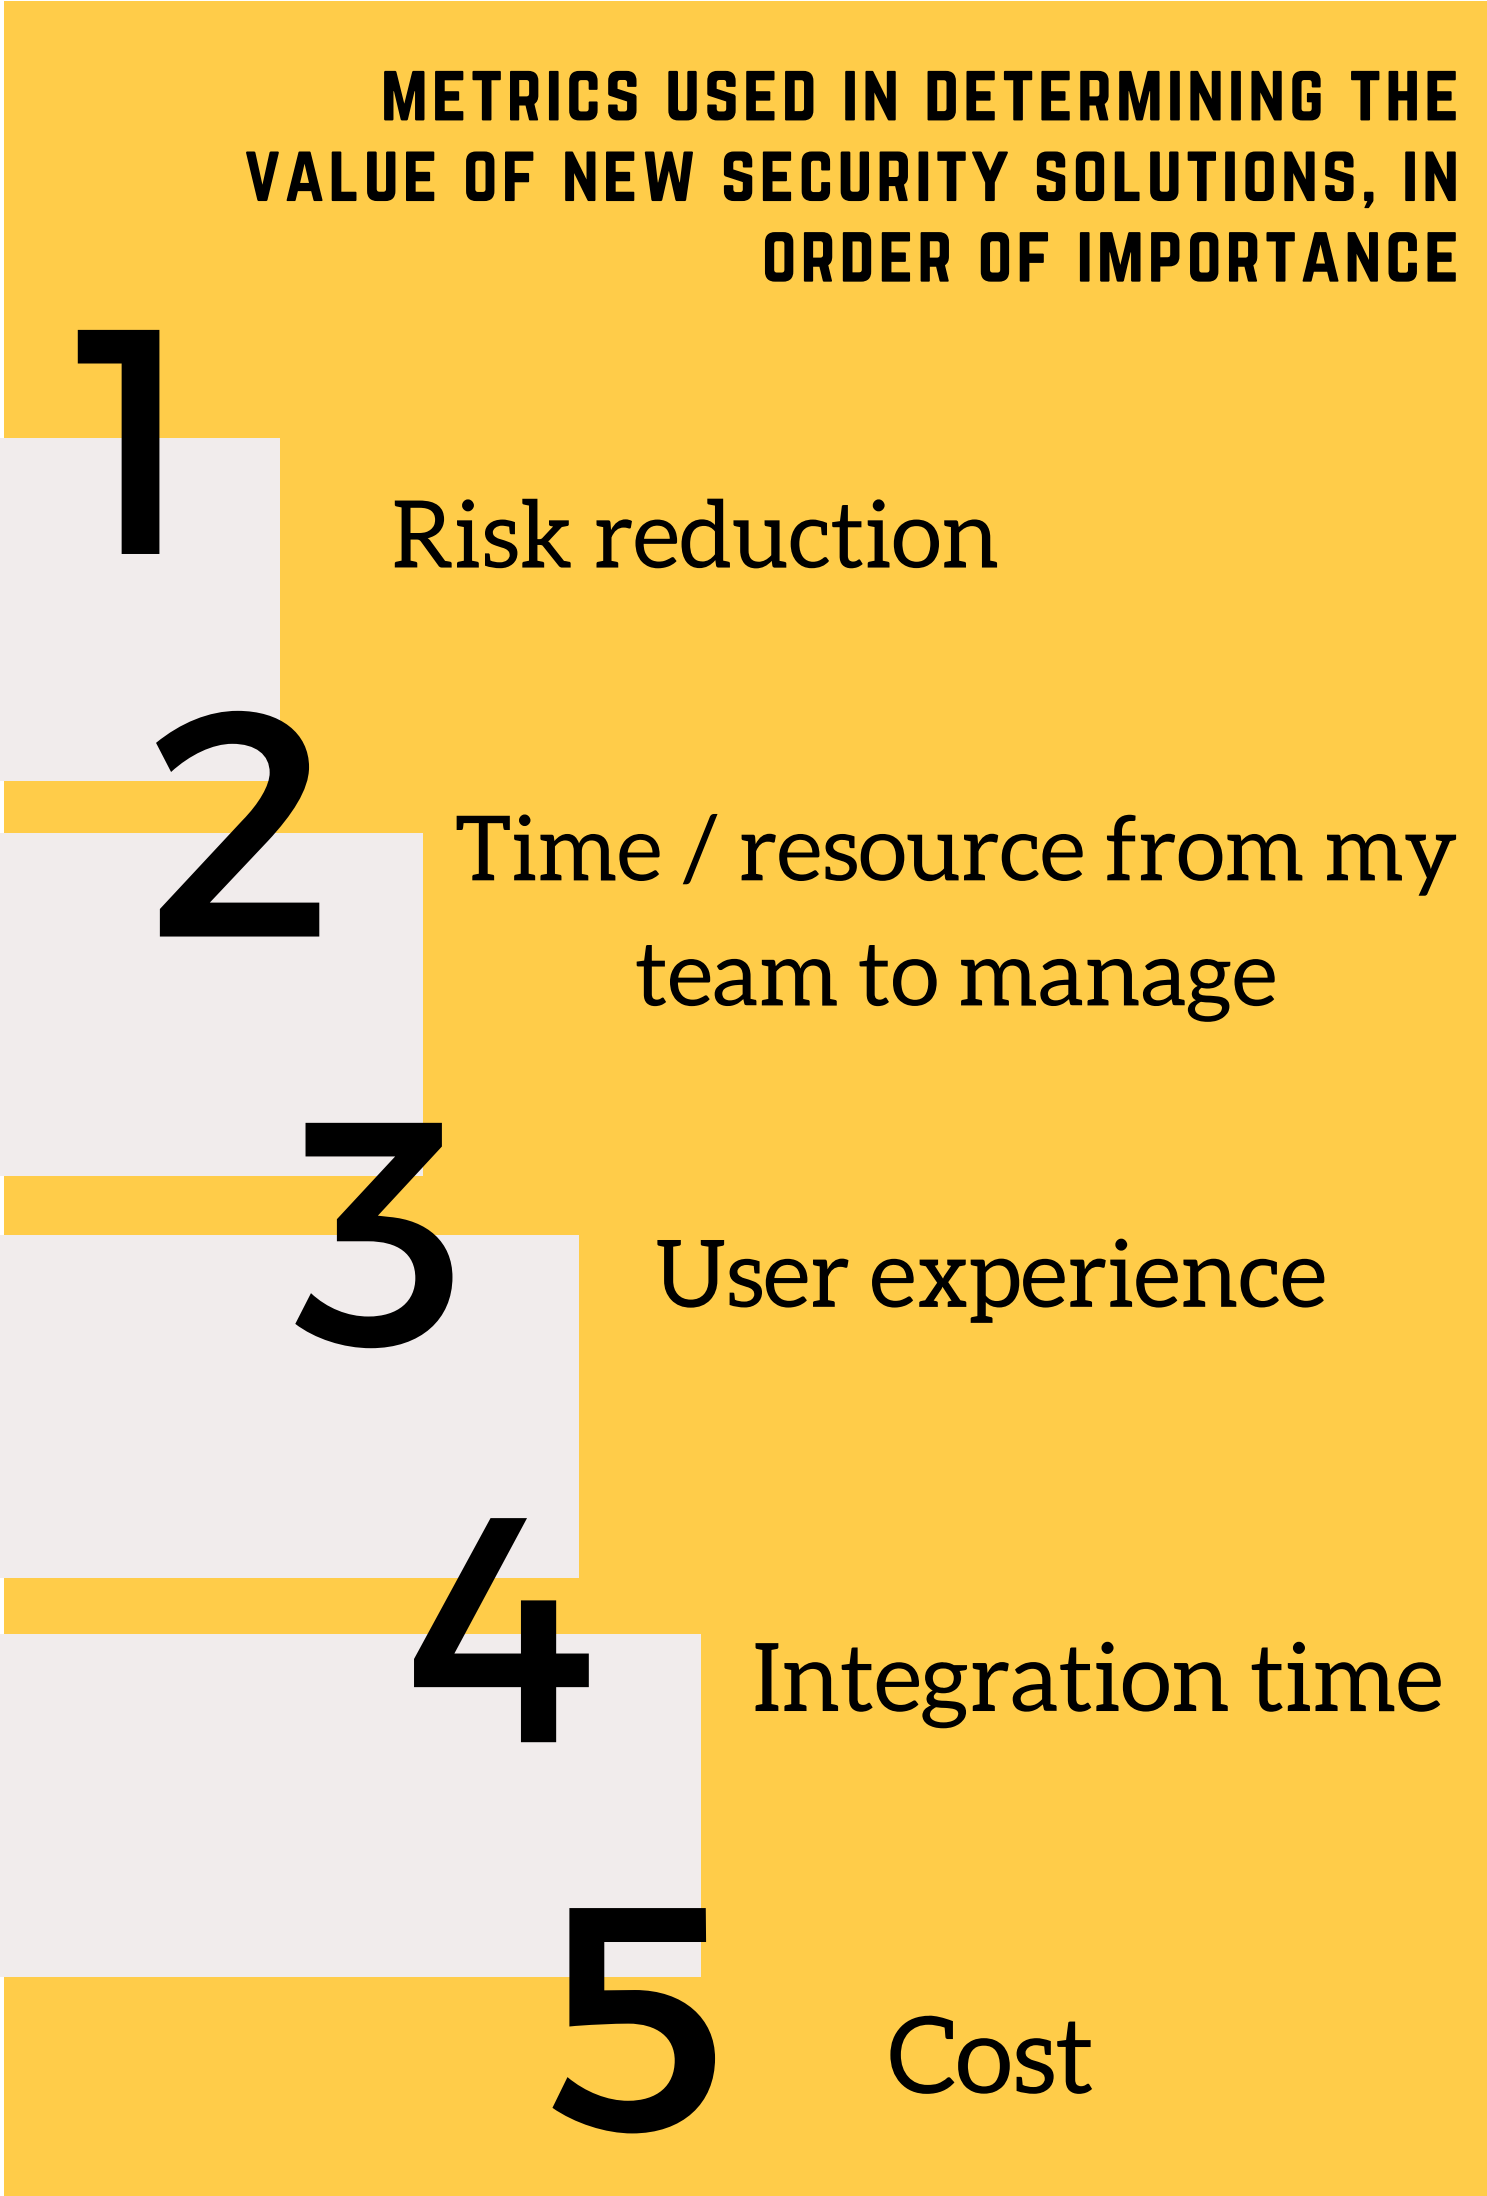 METRICS USED IN DETERMINING THE
VALUE OF NEW SECURITY SOLUTIONS, IN
ORDER OF IMPORTANCE
1
Risk reduction
2
Time / resource from my
team to manage
3
User experience
4
Integration time
5
Cost